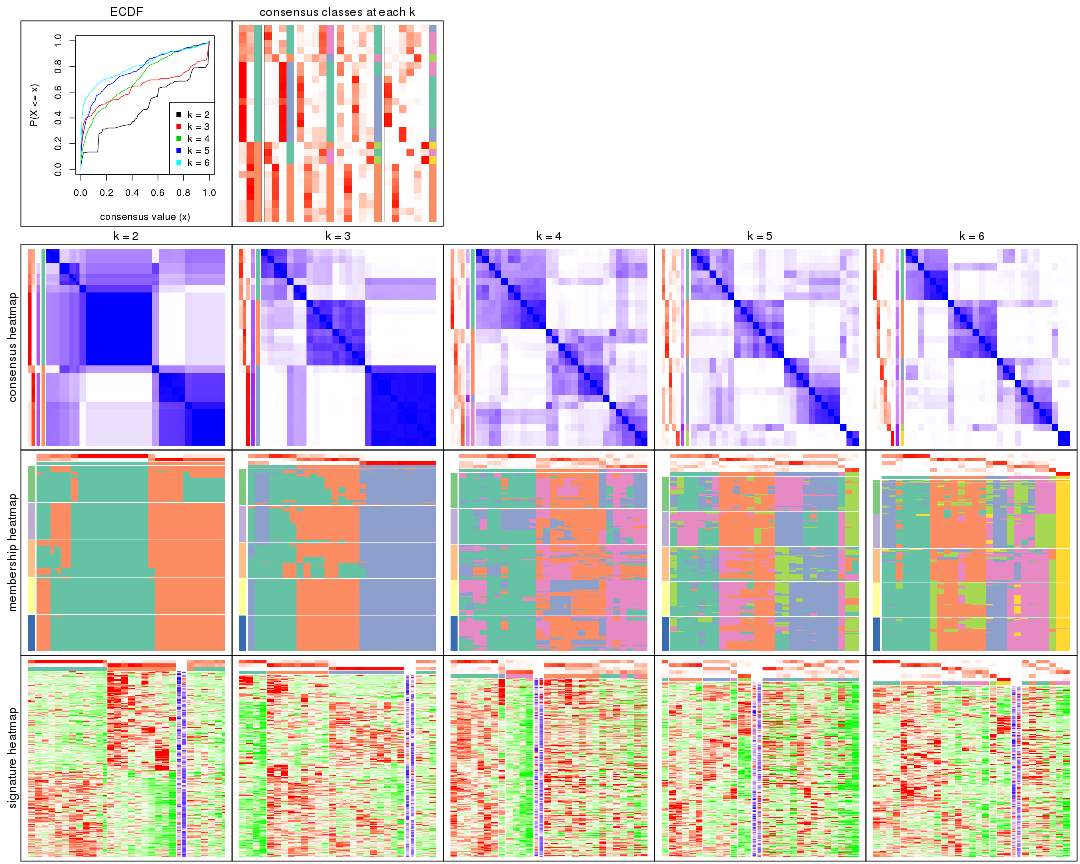 ECDF
consensus classes at each k
P(X <= x)
0.0 0.2 0.4 0.6 0.8 1.0
k = 2
k = 3
k = 4
k = 5
k = 6
0.0 0.2 0.4 0.6 0.8 1.0
consensus value (x)
k = 2
k = 3
k = 4
k = 5
k = 6
consensus heatmap
membership heatmap
signature heatmap